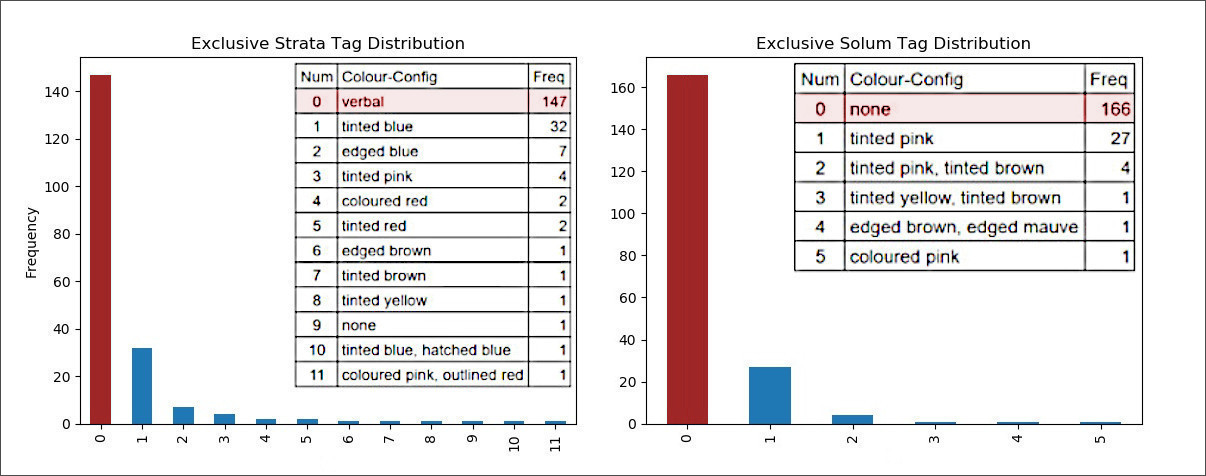 Exclusive Strata Tag Distribution
Frequency
140
120
100
80
60
40
20
0
Num Colour-Config Freq
0 verbal 147
1 tinted blue 32
2 edged blue 7
3 tinted pink 4
4 coloured red 2
5 tinted red 2
6 edged brown 1
7 tinted brown 1
8 tinted yellow 1
9 none 1
10 tinted blue, hatched blue 1
11 coloured pink, outlined red 1
0 1 2 3 4 5 6 7 8 9 10 11
Exclusive Solum Tag Distribution
160
140
120
100
80
60
40
20
0
Num Colour-Config Freq
0 none 166
1 tinted pink 27
2 tinted pink, tinted brown 4
3 tinted yellow, tinted brown 1
4 edged brown, edged mauve 1
5 coloured pink 1
0 1 2 3 4 5